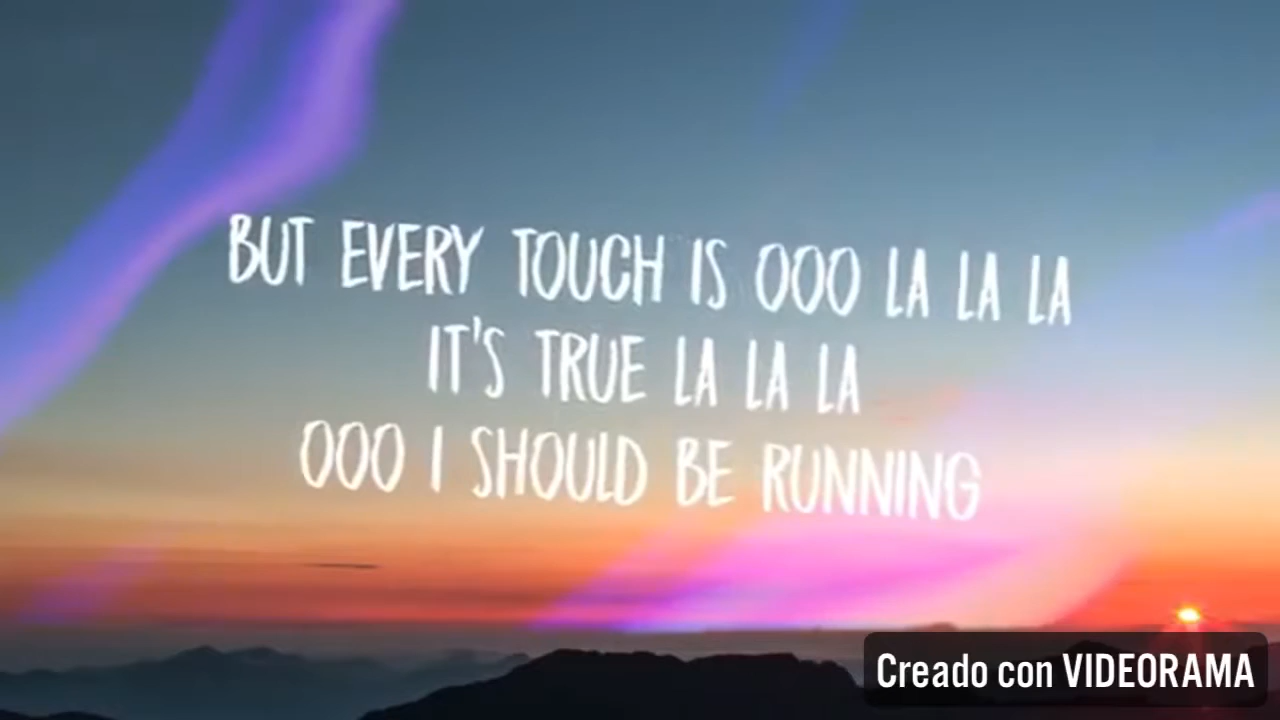 BUT EVERY TOUCH IS OOO LA LA LA
IT'S TRUE LA LA LA
OOO I SHOULD BE RUNNING
Creado con VIDEORAMA